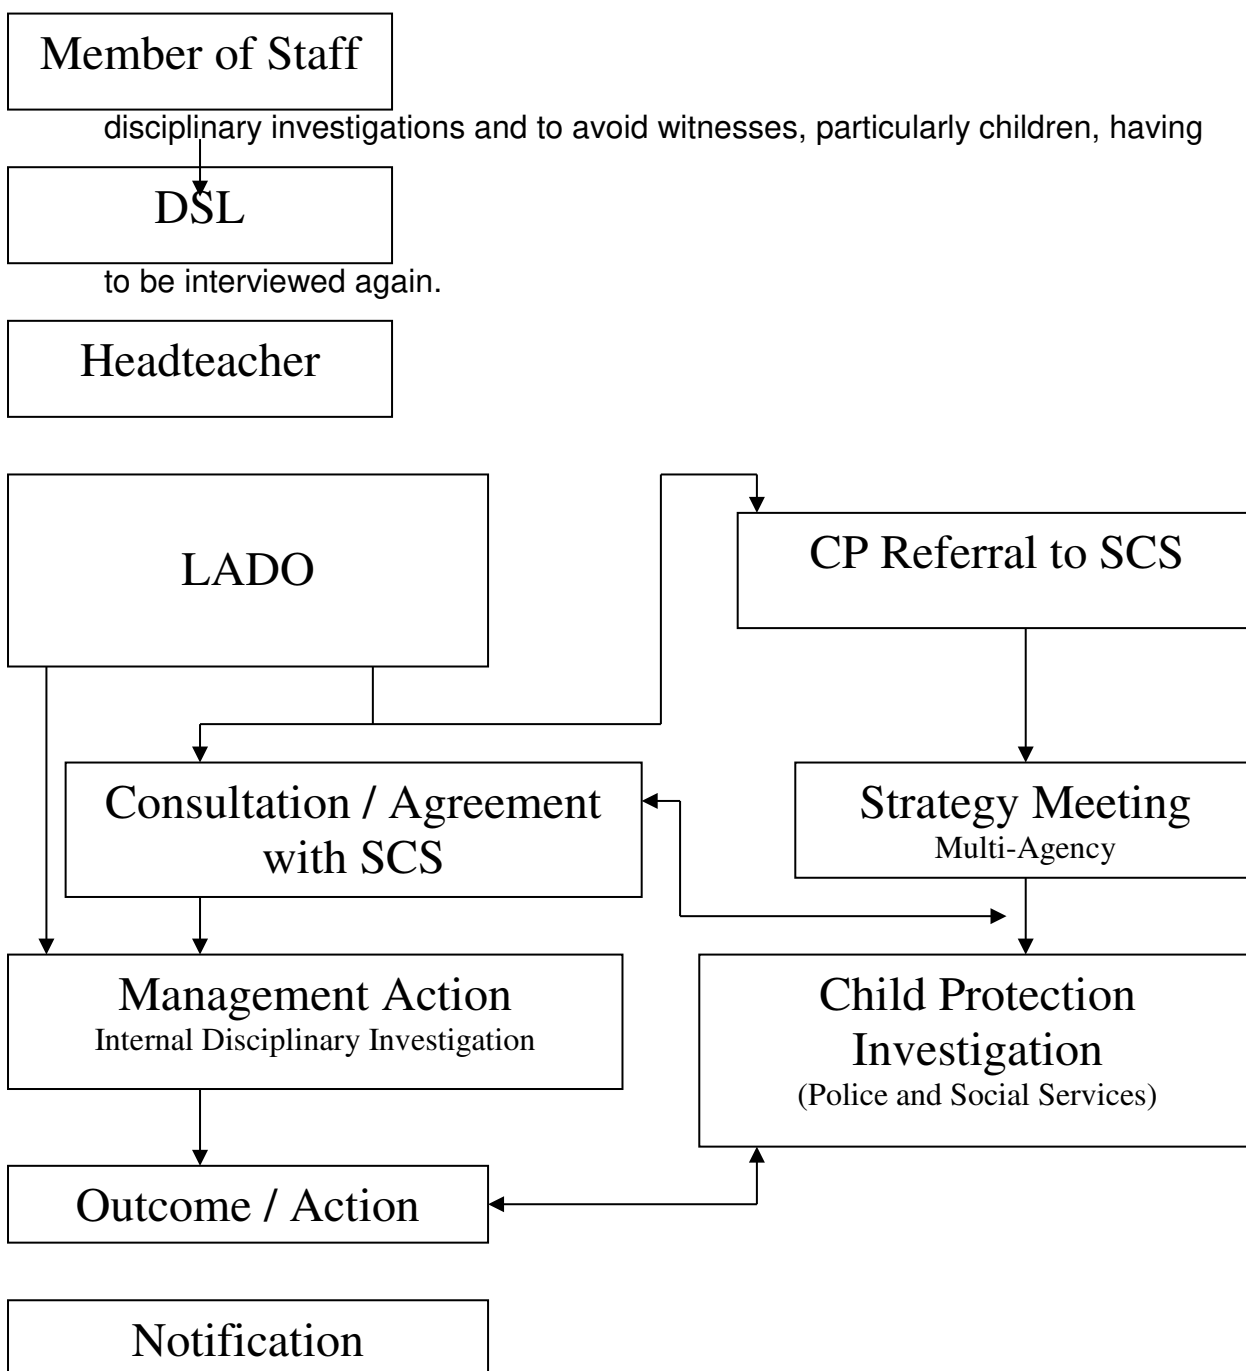 Member of Staff
disciplinary investigations and to avoid witnesses, particularly children, having
DSL
to be interviewed again.
Headteacher
LADO
CP Referral to SCS
Consultation / Agreement
with SCS
Strategy Meeting
Multi-Agency
Management Action
Internal Disciplinary Investigation
Child Protection
Investigation
(Police and Social Services)
Outcome / Action
Notification